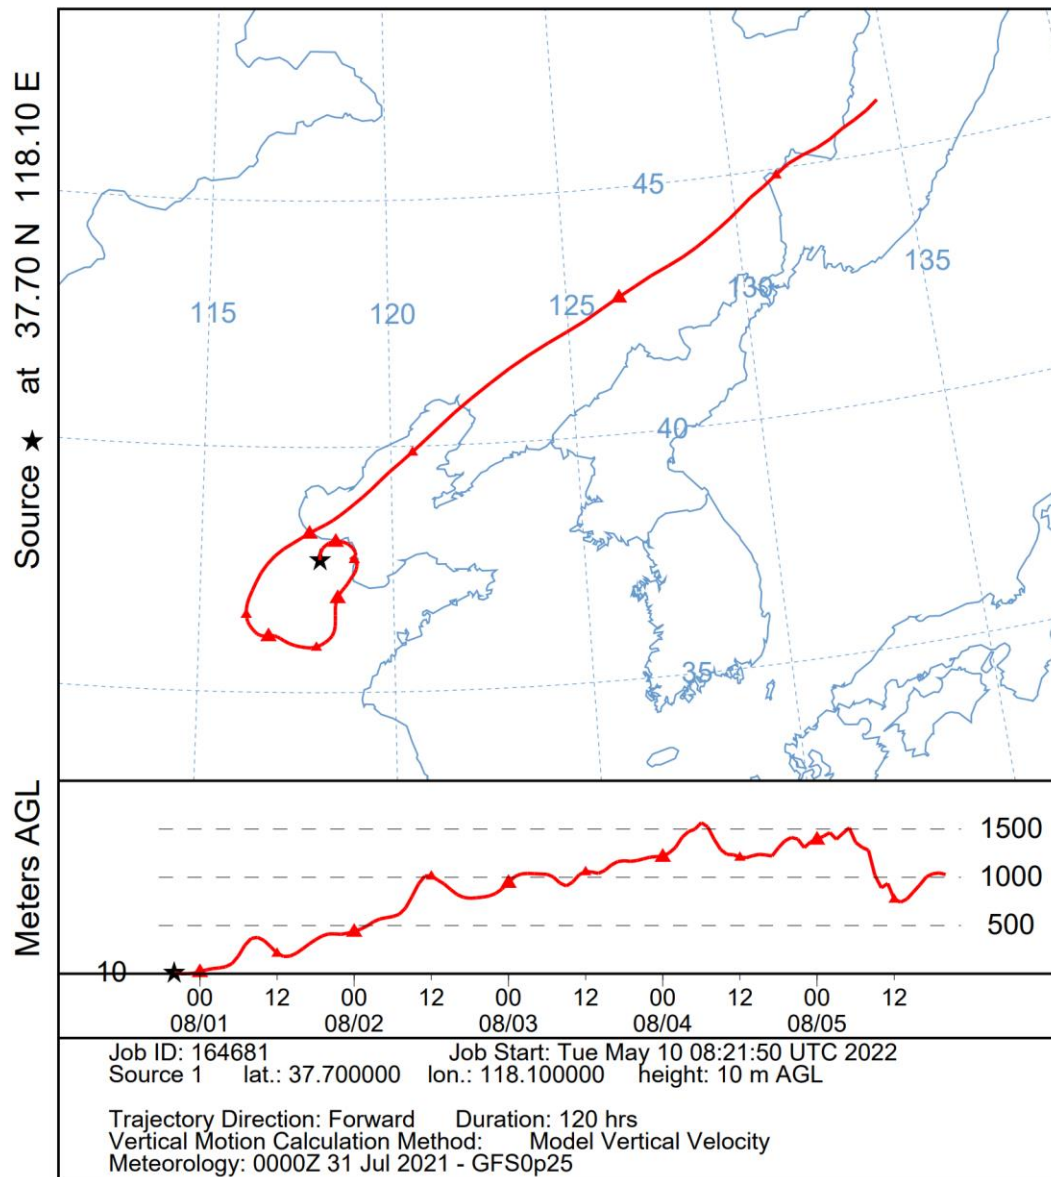 Source ★ at 37.70 N 118.10 E
45
135
130
125
120
115
40
35
Meters AGL
1500
1000
500
10
00 12 00 12 00 12 00 12 00 12
08/01 08/02 08/03 08/04 08/05
Job ID: 164681 Job Start: Tue May 10 08:21:50 UTC 2022
Source 1 lat.: 37.700000 lon.: 118.100000 height: 10 m AGL
Trajectory Direction: Forward Duration: 120 hrs
Vertical Motion Calculation Method: Model Vertical Velocity
Meteorology: 0000Z 31 Jul 2021 - GFS0p25